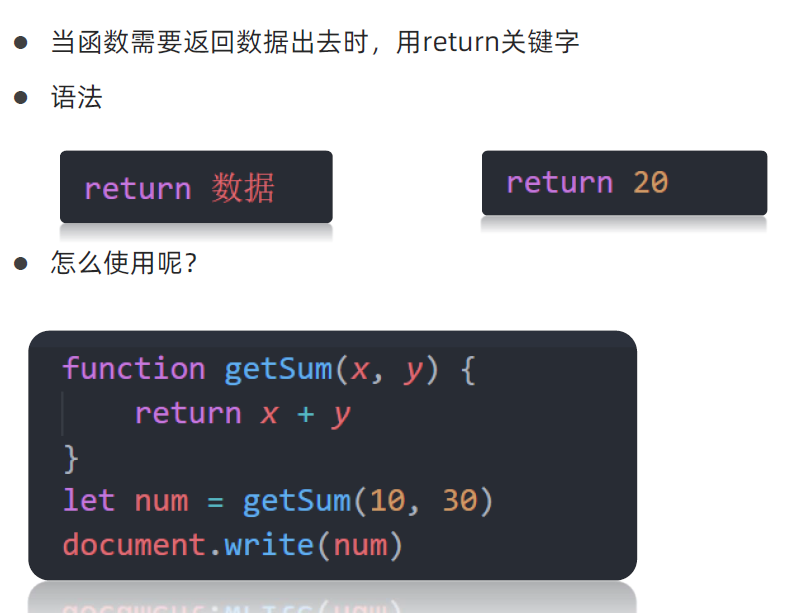 当函数需要返回数据出去时，用return关键字
语法
return 数据
return 20
怎么使用呢？
function getSum(x, y) {
    return x + y
}
let num = getSum(10, 30)
document.write(num)